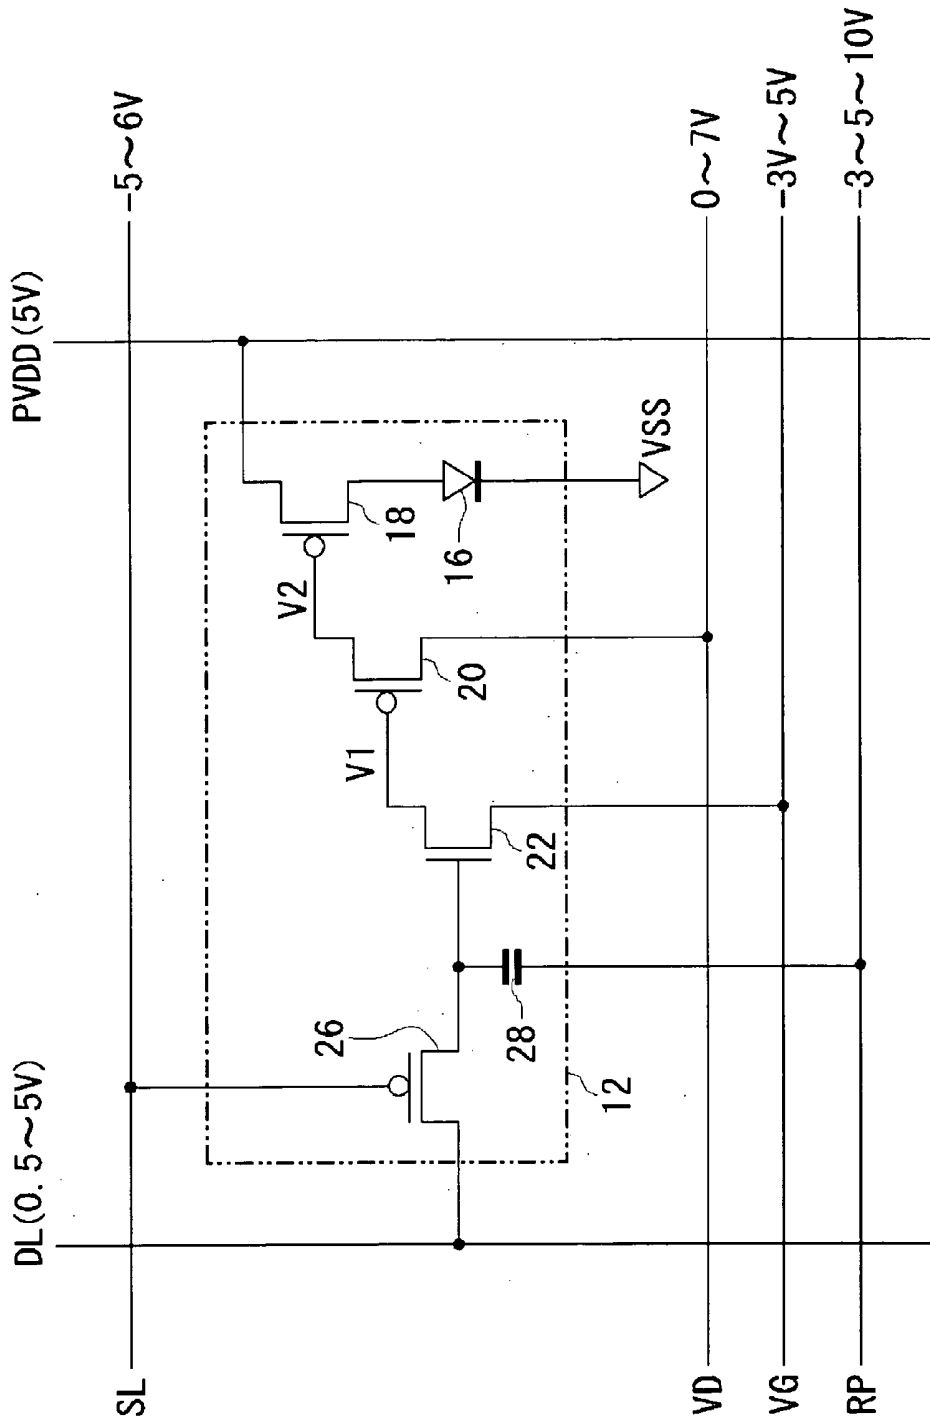 DL(0.5~5V)
PVDD(5V)
SL
-5~6V
26
28
12
V1
22
V2
20
18
16
VSS
VD
0~7V
VG
-3V~5V
RP
-3~5~10V